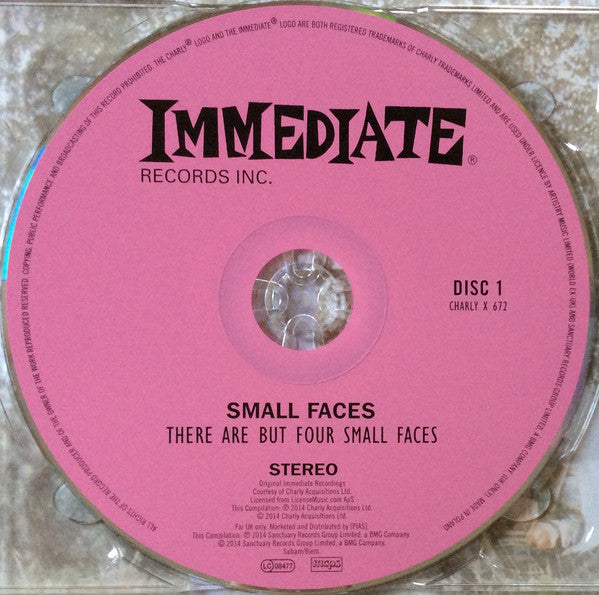 ALL RIGHTS OF THE RECORD PRODUCER AND OF THE OWNER OF THE WORK REPRODUCED RESERVED. COPYING, PUBLIC PERFORMANCE AND BROADCASTING OF THIS RECORD PROHIBITED. THE CHARLY® LOGO AND THE IMMEDIATE® LOGO ARE BOTH REGISTERED TRADEMARKS OF CHARLY TRADEMARKS LIMITED AND ARE USED UNDER LICENCE BY ARTISTRY MUSIC LIMITED (WORLD EX UK) AND SANCTUARY RECORDS GROUP LIMITED, A BMG COMPANY (UK ONLY). MADE IN POLAND
IMMEDIATE®
RECORDS INC.
DISC 1
CHARLY X 672
SMALL FACES
THERE ARE BUT FOUR SMALL FACES
STEREO
Original Immediate Recordings
Courtesy of Charly Acquisitions Ltd.
Licensed from LicenseMusic.com ApS
This Compilation: ℗ 2014 Charly Acquisitions Ltd.
© 2014 Charly Acquisitions Ltd.
For UK only: Marketed and Distributed by [PIAS].
This Compilation ℗ 2014 Sanctuary Records Group Limited, a BMG Company
© 2014 Sanctuary Records Group Limited, a BMG Company.
Sabam/Biem.
LC 08477
mcps